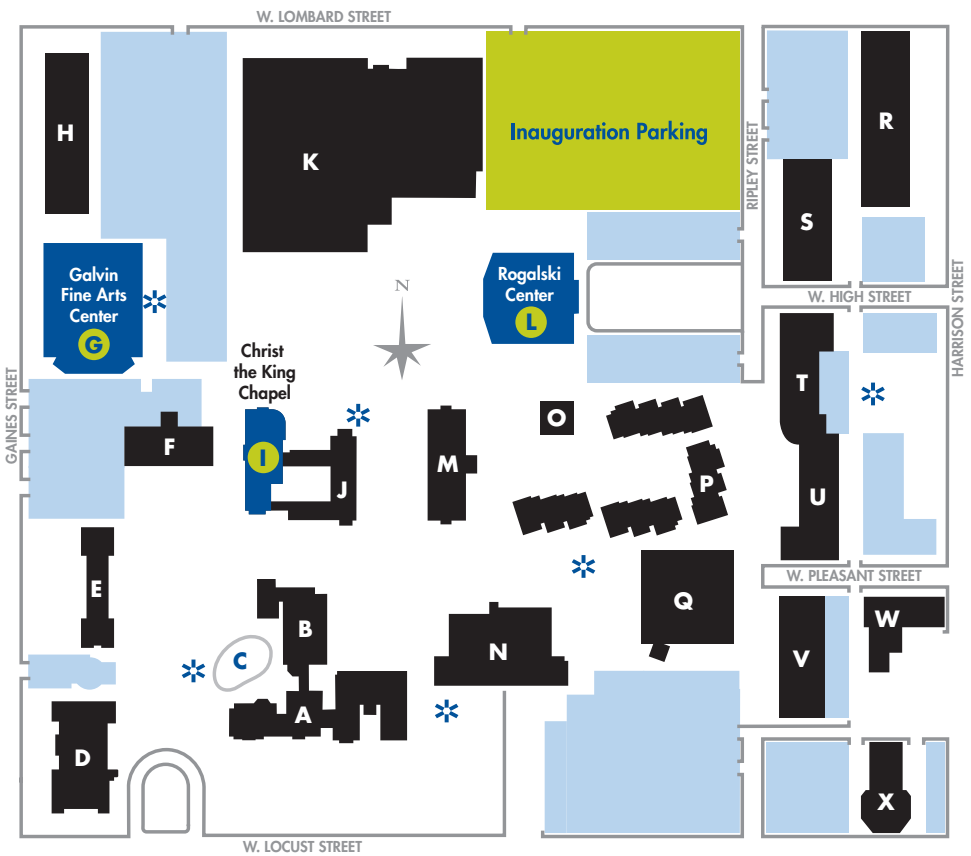 W. LOMBARD STREET
H
K
Inauguration Parking
RIPLEY STREET
R
S
Galvin
Fine Arts
Center
G
N
Rogalski
Center
L
W. HIGH STREET
HARRISON STREET
GAINES STREET
Christ
the King
Chapel
F
I
J
M
O
P
T
U
E
B
C
A
N
Q
W. PLEASANT STREET
V
W
D
X
W. LOCUST STREET